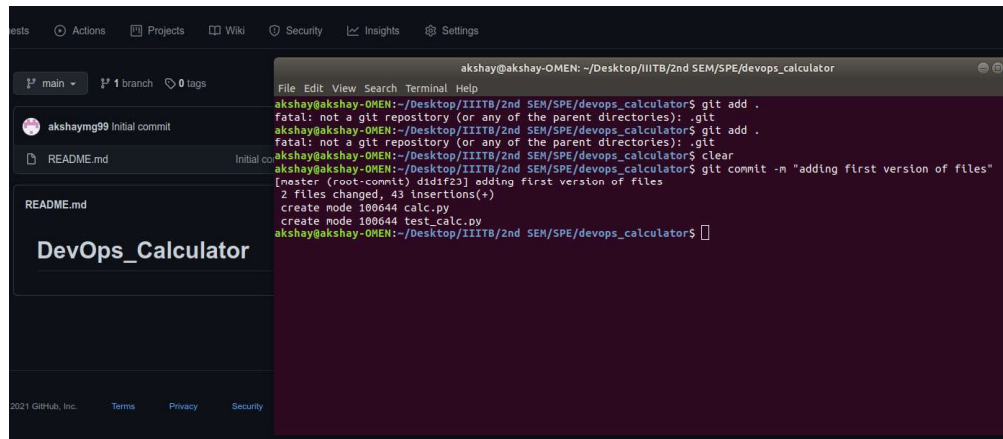 ests Actions Projects Wiki Security Insights Settings
main 1 branch 0 tags
akshaymg99 Initial commit
README.md Initial co
README.md
DevOps_Calculator
2021 GitHub, Inc. Terms Privacy Security
akshay@akshay-OMEN: ~/Desktop/IIITB/2nd SEM/SPE/devops_calculator
File Edit View Search Terminal Help
akshay@akshay-OMEN:~/Desktop/IIITB/2nd SEM/SPE/devops_calculator$ git add .
fatal: not a git repository (or any of the parent directories): .git
akshay@akshay-OMEN:~/Desktop/IIITB/2nd SEM/SPE/devops_calculator$ git add .
fatal: not a git repository (or any of the parent directories): .git
akshay@akshay-OMEN:~/Desktop/IIITB/2nd SEM/SPE/devops_calculator$ clear
akshay@akshay-OMEN:~/Desktop/IIITB/2nd SEM/SPE/devops_calculator$ git commit -m "adding first version of files"
[master (root-commit) d1d1f23] adding first version of files
2 files changed, 43 insertions(+)
create mode 100644 calc.py
create mode 100644 test_calc.py
akshay@akshay-OMEN:~/Desktop/IIITB/2nd SEM/SPE/devops_calculator$